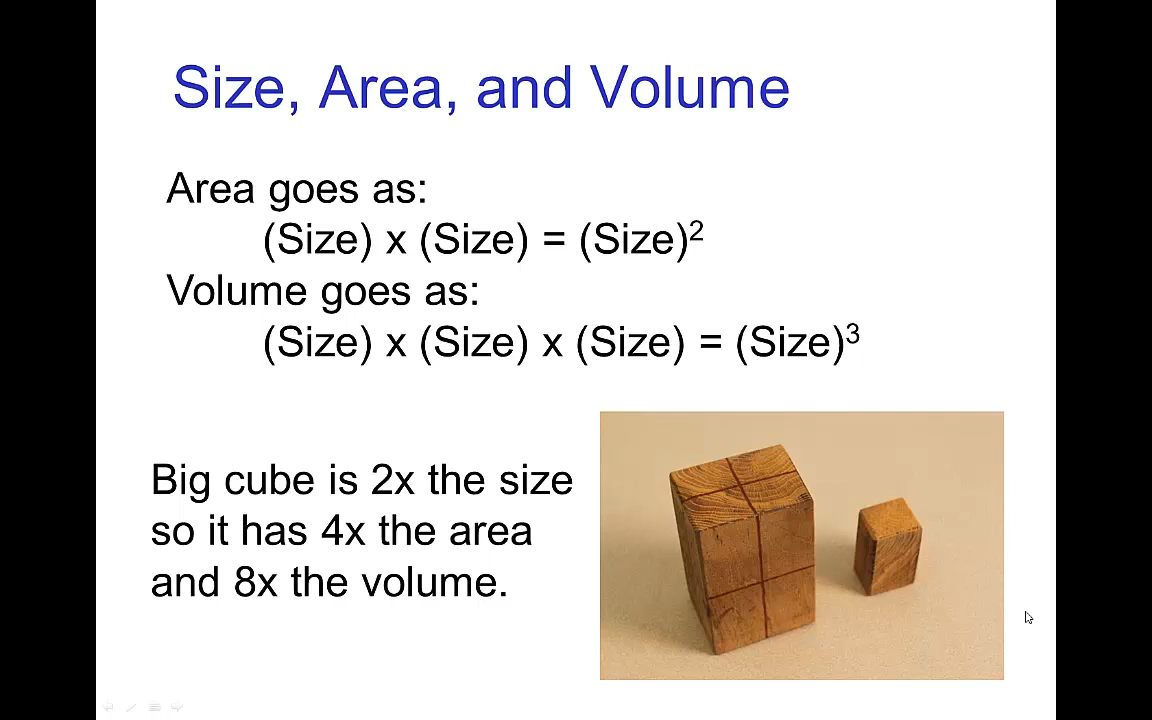 Size, Area, and Volume
Area goes as:
(Size) x (Size) = (Size)²
Volume goes as:
(Size) x (Size) x (Size) = (Size)³
Big cube is 2x the size
so it has 4x the area
and 8x the volume.